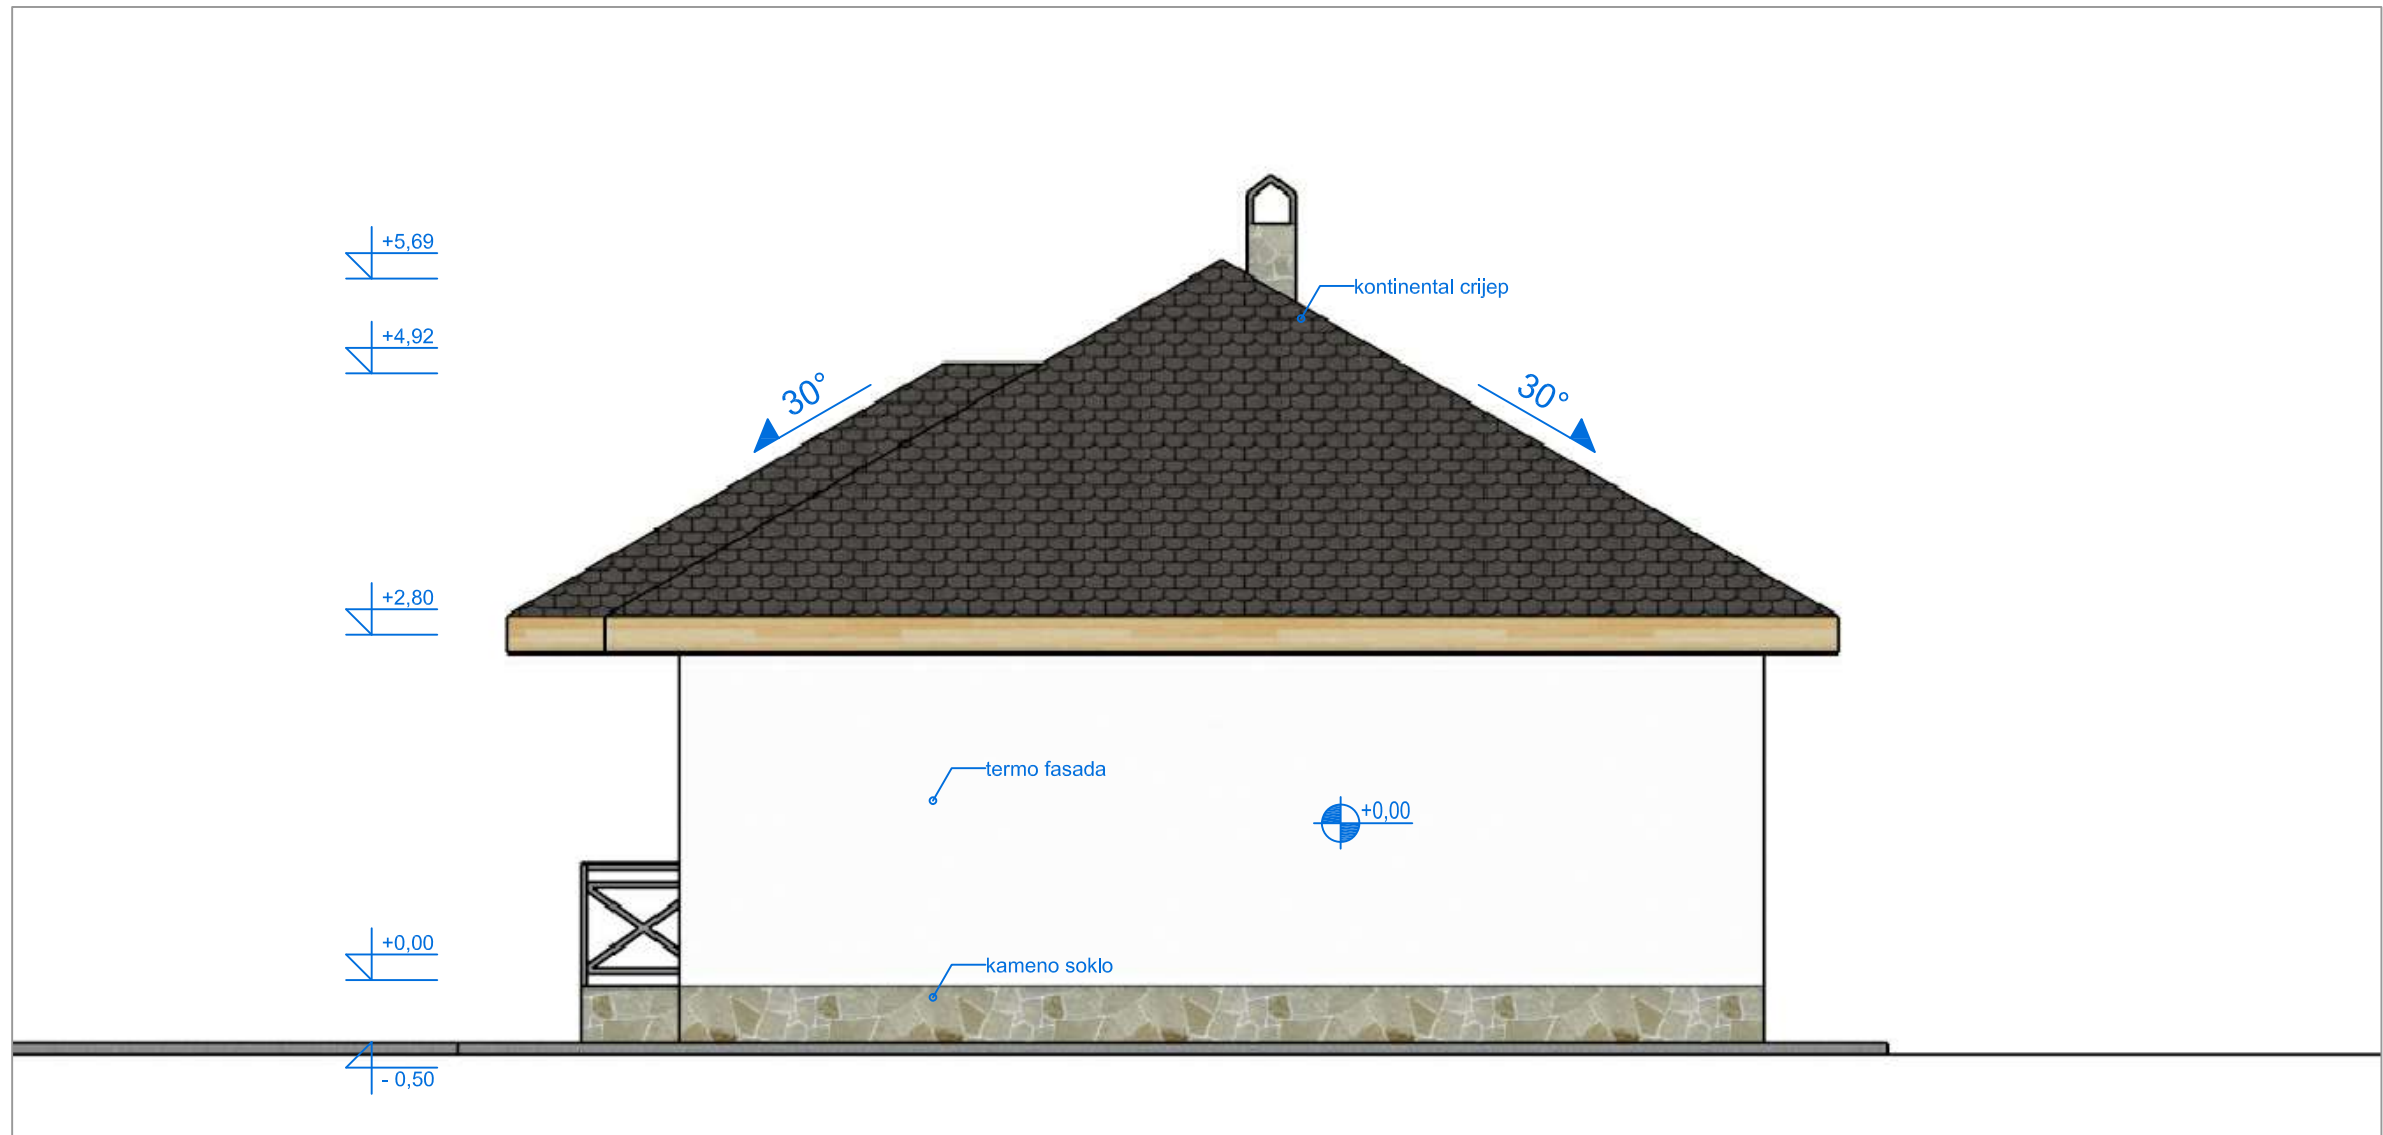 +5,69
kontinental crijep
+4,92
30°
30°
+2,80
termo fasada
+0,00
+0,00
kameno soklo
- 0,50